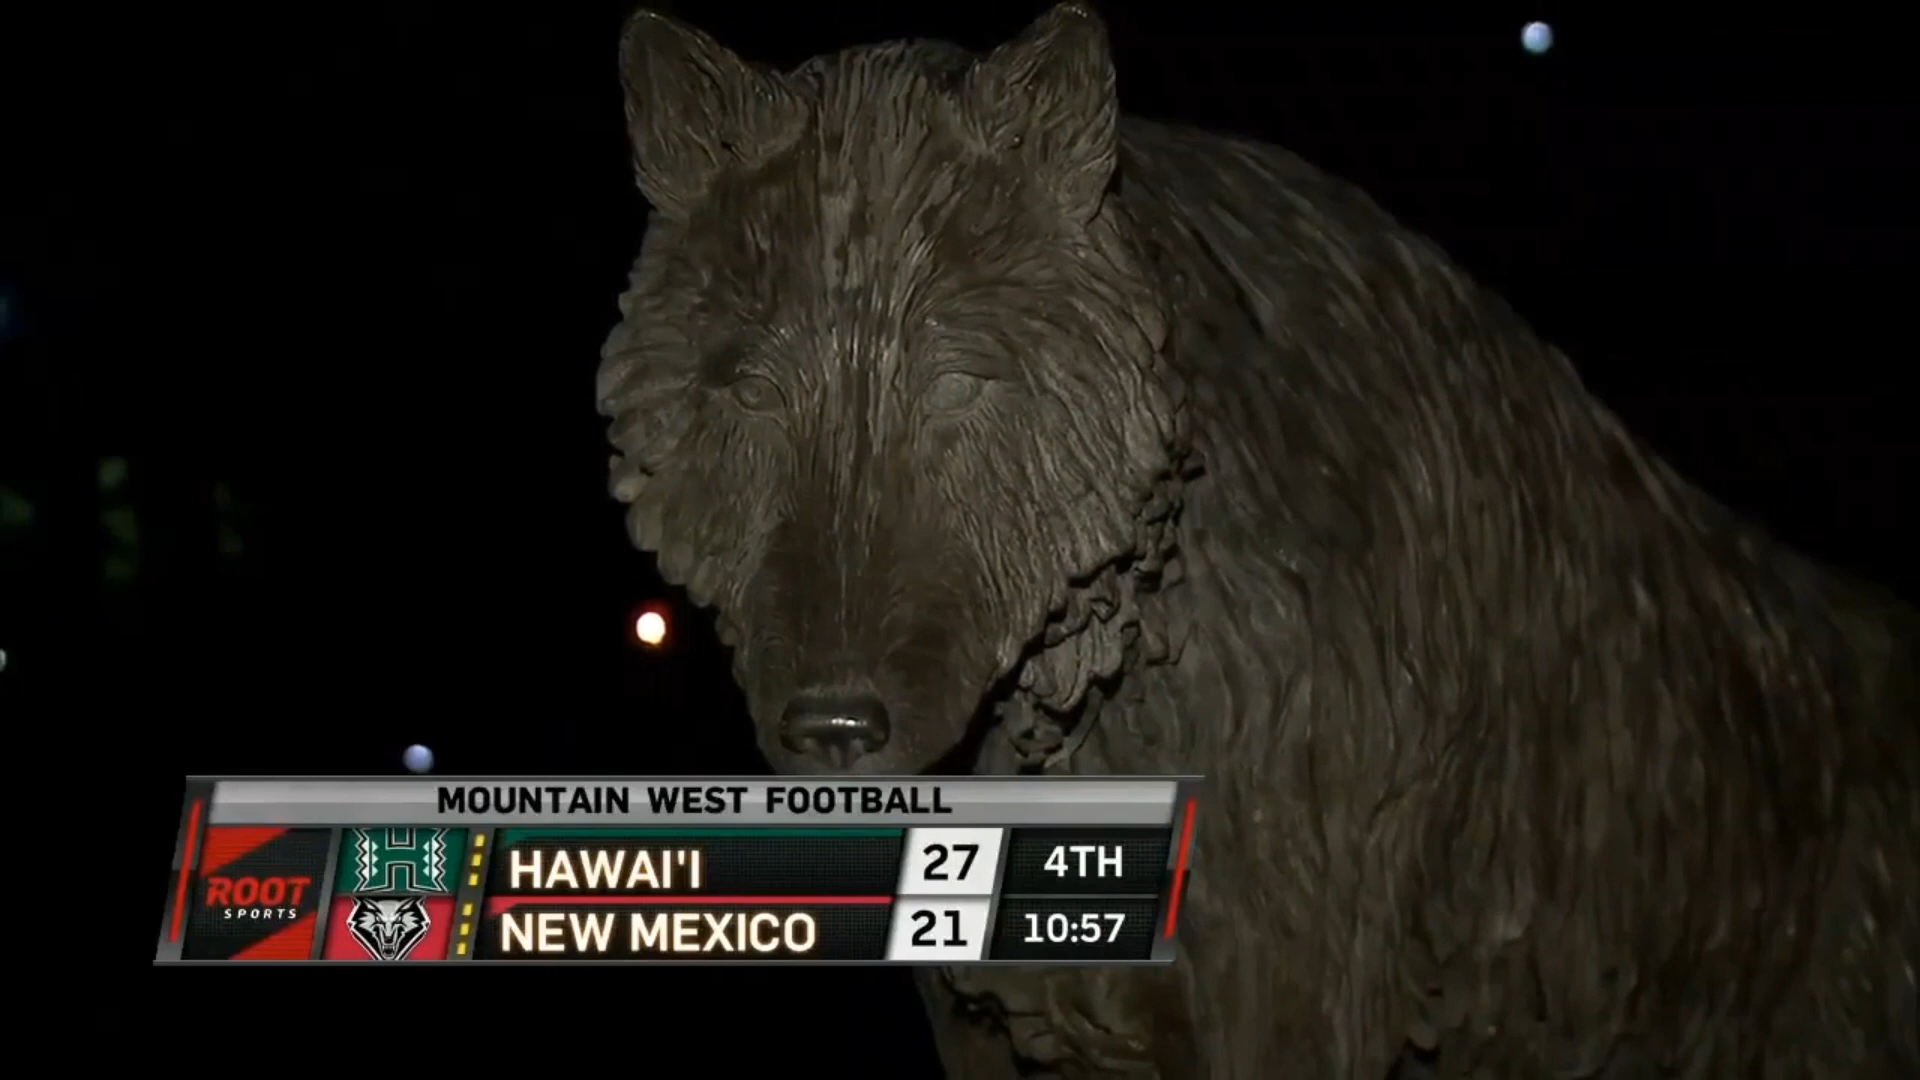 MOUNTAIN WEST FOOTBALL
ROOT
SPORTS
H
HAWAI'I 27 4TH
NEW MEXICO 21 10:57